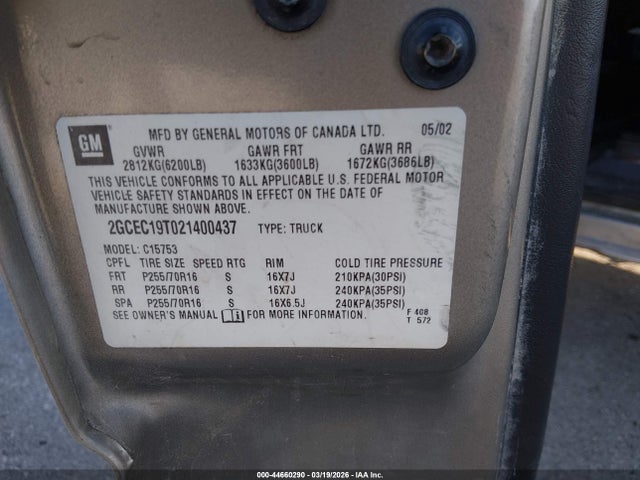 GM
MFD BY GENERAL MOTORS OF CANADA LTD. 05/02
GVWR GAWR FRT GAWR RR
2812KG(6200LB) 1633KG(3600LB) 1672KG(3686LB)
THIS VEHICLE CONFORMS TO ALL APPLICABLE U.S. FEDERAL MOTOR
VEHICLE SAFETY STANDARDS IN EFFECT ON THE DATE OF
MANUFACTURE SHOWN ABOVE.
2GCEC19T021400437 TYPE: TRUCK
MODEL: C15753
CPFL TIRE SIZE SPEED RTG RIM COLD TIRE PRESSURE
FRT P255/70R16 S 16X7J 210KPA(30PSI)
RR P255/70R16 S 16X7J 240KPA(35PSI)
SPA P255/70R16 S 16X6.5J 240KPA(35PSI)
SEE OWNER'S MANUAL FOR MORE INFORMATION.
F 408
T 572
000-44660290 - 03/19/2026 - IAA Inc.